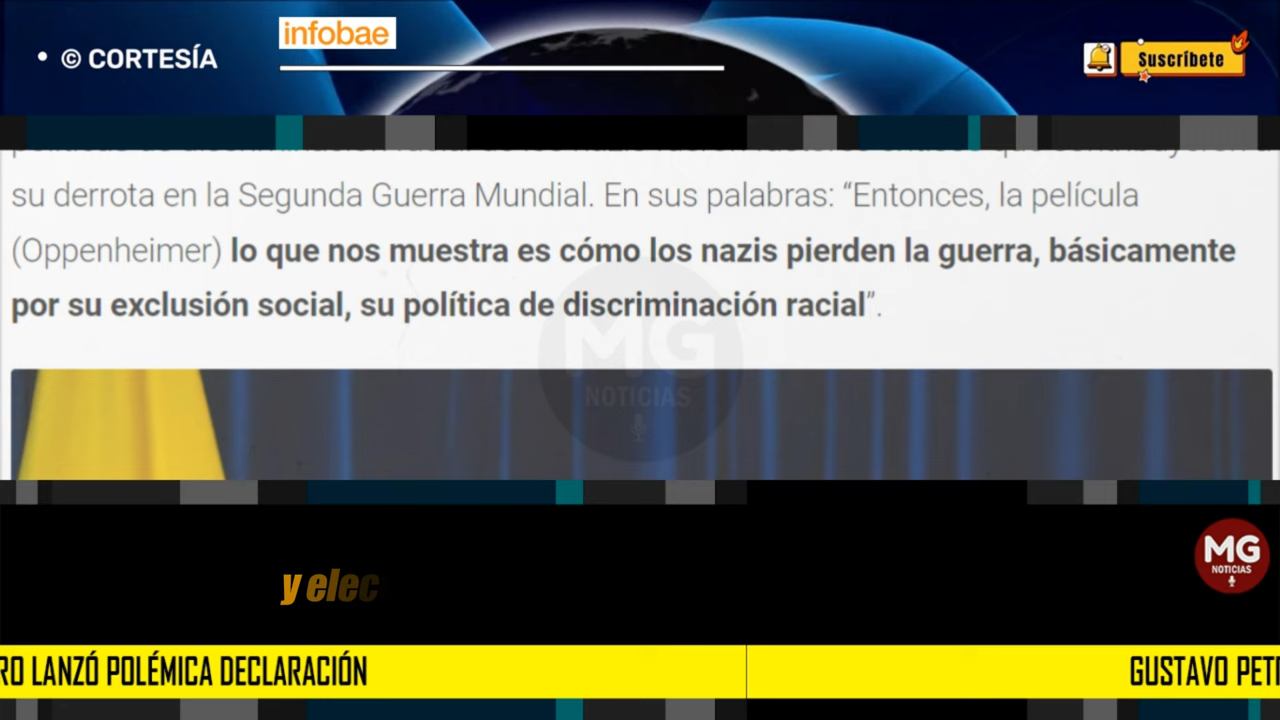 infobae
• © CORTESÍA
Suscríbete
su derrota en la Segunda Guerra Mundial. En sus palabras: “Entonces, la película
(Oppenheimer) lo que nos muestra es cómo los nazis pierden la guerra, básicamente
por su exclusión social, su política de discriminación racial”.
MG
NOTICIAS
y elec
MG
NOTICIAS
RO LANZÓ POLÉMICA DECLARACIÓN
GUSTAVO PETR